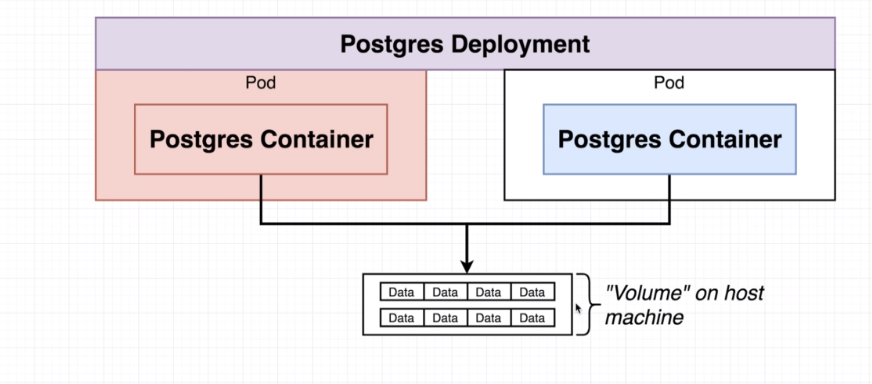 Postgres Deployment
Pod
Pod
Postgres Container
Postgres Container
Data Data Data Data
Data Data Data Data
"Volume" on host
machine